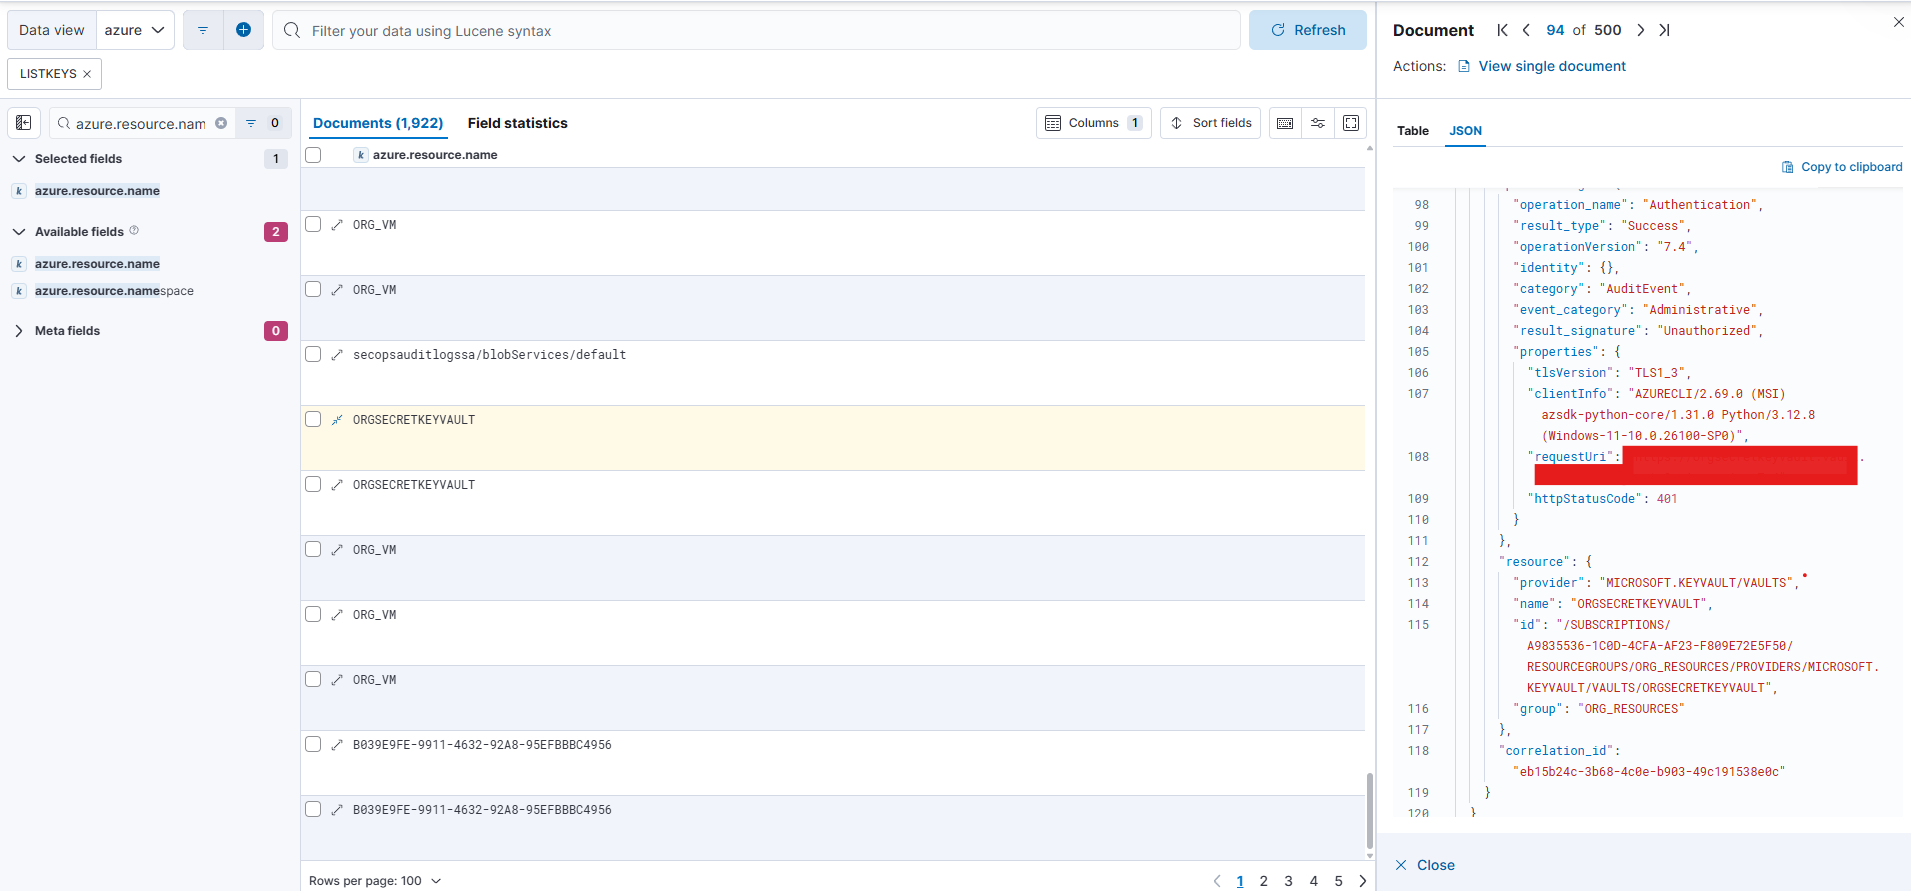 Data view
azure
Filter your data using Lucene syntax
Refresh
LISTKEYS
azure.resource.nam
0
Selected fields
1
k azure.resource.name
Available fields
2
k azure.resource.name
k azure.resource.namespace
Meta fields
0
Documents (1,922)
Field statistics
Columns 1
Sort fields
k azure.resource.name
ORG_VM
ORG_VM
secopsauditlogssa/blobServices/default
ORGSECRETKEYVAULT
ORGSECRETKEYVAULT
ORG_VM
ORG_VM
ORG_VM
B039E9FE-9911-4632-92A8-95EFBBBC4956
B039E9FE-9911-4632-92A8-95EFBBBC4956
Rows per page: 100
1 2 3 4 5
Document
94 of 500
Actions: View single document
Table
JSON
Copy to clipboard
98 "operation_name": "Authentication",
99 "result_type": "Success",
100 "operationVersion": "7.4",
101 "identity": {},
102 "category": "AuditEvent",
103 "event_category": "Administrative",
104 "result_signature": "Unauthorized",
105 "properties": {
106 "tlsVersion": "TLS1_3",
107 "clientInfo": "AZURECLI/2.69.0 (MSI)
azsdk-python-core/1.31.0 Python/3.12.8
(Windows-11-10.0.26100-SP0)",
108 "requestUri":
109 "httpStatusCode": 401
110 }
111 },
112 "resource": {
113 "provider": "MICROSOFT.KEYVAULT/VAULTS",
114 "name": "ORGSECRETKEYVAULT",
115 "id": "/SUBSCRIPTIONS/
A9835536-1C0D-4CFA-AF23-F809E72E5F50/
RESOURCEGROUPS/ORG_RESOURCES/PROVIDERS/MICROSOFT.
KEYVAULT/VAULTS/ORGSECRETKEYVAULT",
116 "group": "ORG_RESOURCES"
117 },
118 "correlation_id":
"eb15b24c-3b68-4c0e-b903-49c191538e0c"
119 }
120 }
Close